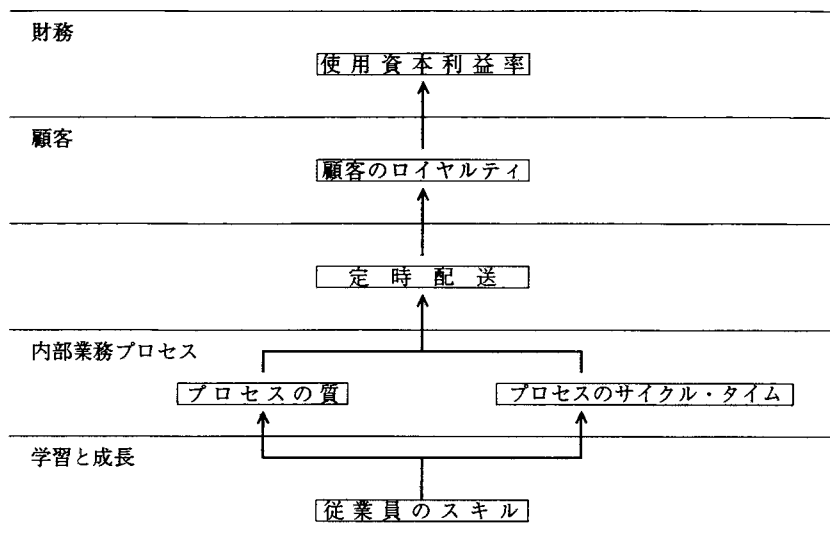 財務
使用資本利益率
顧客
顧客のロイヤルティ
定時配送
内部業務プロセス
プロセスの質
プロセスのサイクル・タイム
学習と成長
従業員のスキル